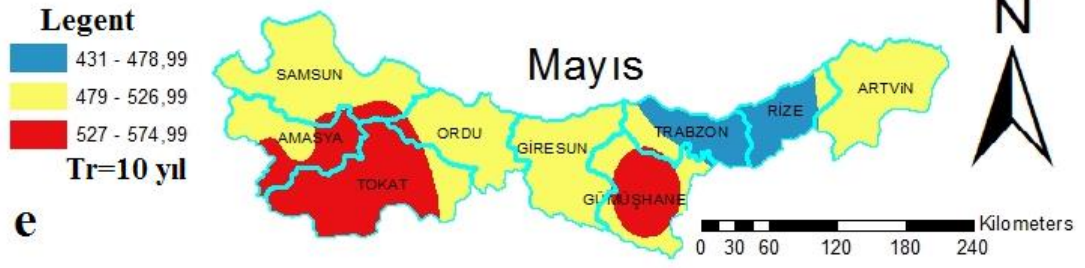 Legent
431 - 478,99
479 - 526,99
527 - 574,99
Tr=10 yıl
e
Mayıs
N
SAMSUN
AMASYA
TOKAT
ORDU
GİRESUN
GÜMÜŞHANE
TRABZON
RİZE
ARTVİN
Kilometers
0 30 60 120 180 240